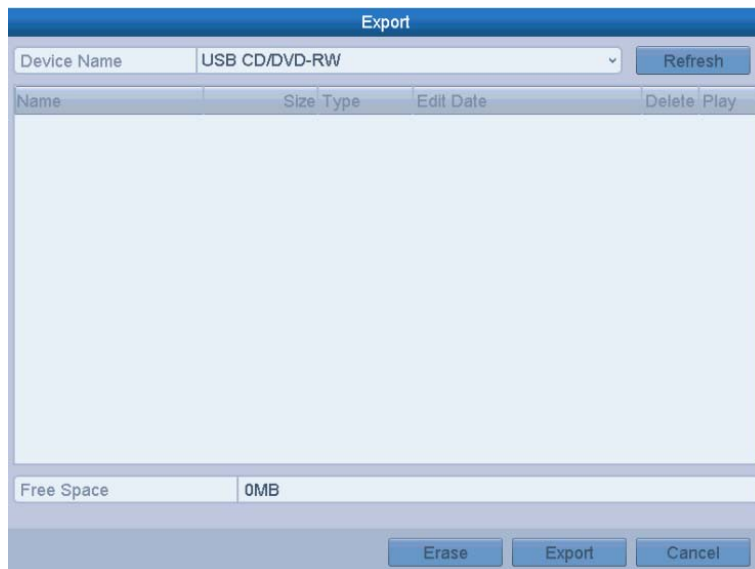 Export
Device Name USB CD/DVD-RW Refresh
Name Size Type Edit Date Delete Play
Free Space 0MB
Erase Export Cancel